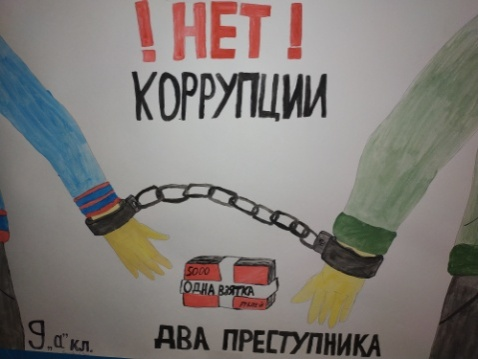 ! НЕТ !
КОРРУПЦИИ
5000
ОДНА ВЗЯТКА
ДВА ПРЕСТУПНИКА
9 „а" кл.